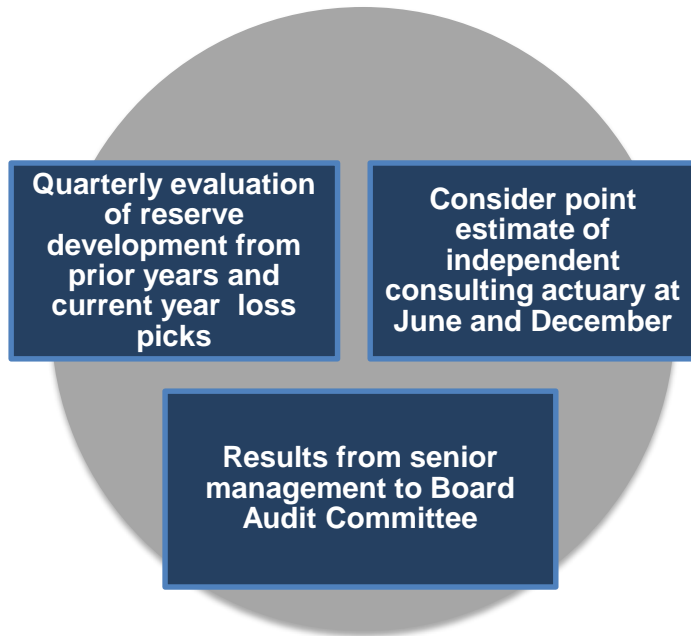 Quarterly evaluation
of reserve
development from
prior years and
current year loss
picks
Consider point
estimate of
independent
consulting actuary at
June and December
Results from senior
management to Board
Audit Committee